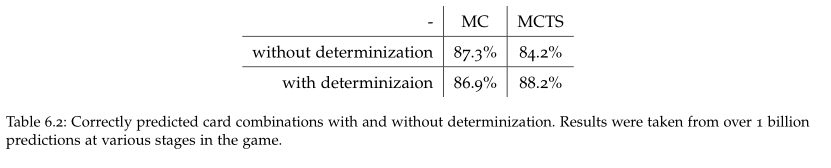 - MC MCTS
without determinization 87.3% 84.2%
with determinizaion 86.9% 88.2%
Table 6.2: Correctly predicted card combinations with and without determinization. Results were taken from over 1 billion
predictions at various stages in the game.